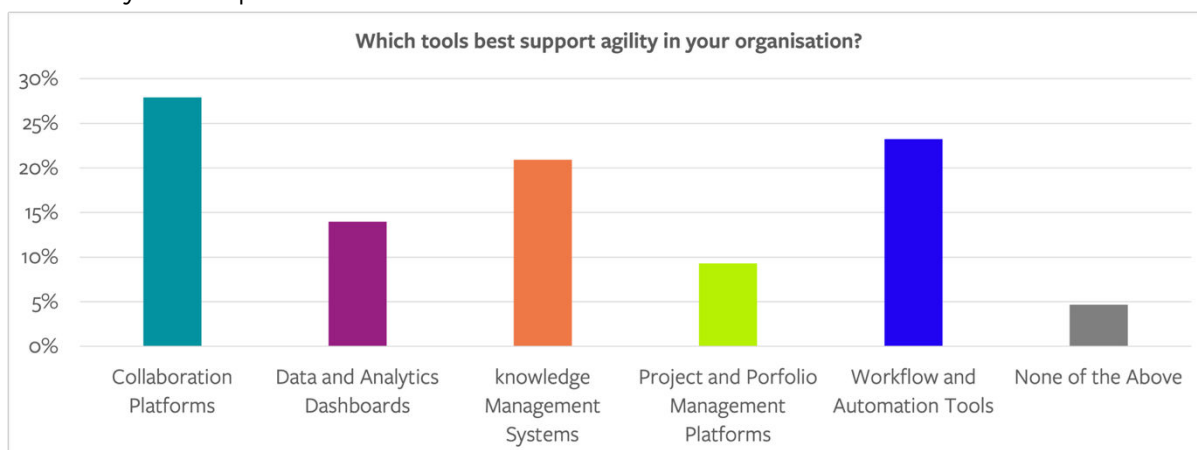 Which tools best support agility in your organisation?
30%
25%
20%
15%
10%
5%
0%
Collaboration
Platforms
Data and Analytics
Dashboards
knowledge
Management
Systems
Project and Porfolio
Management
Platforms
Workflow and
Automation Tools
None of the Above